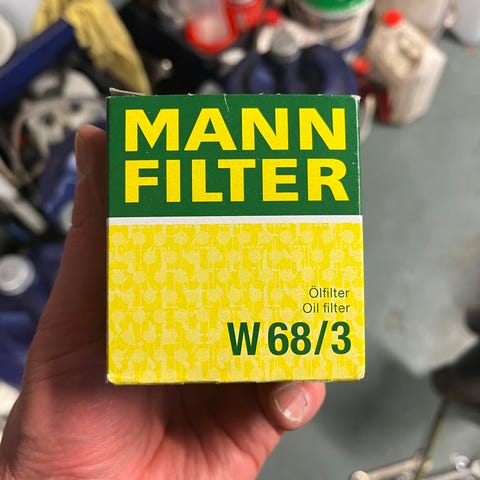 MANN
FILTER
Ölfilter
Oil filter
W 68/3